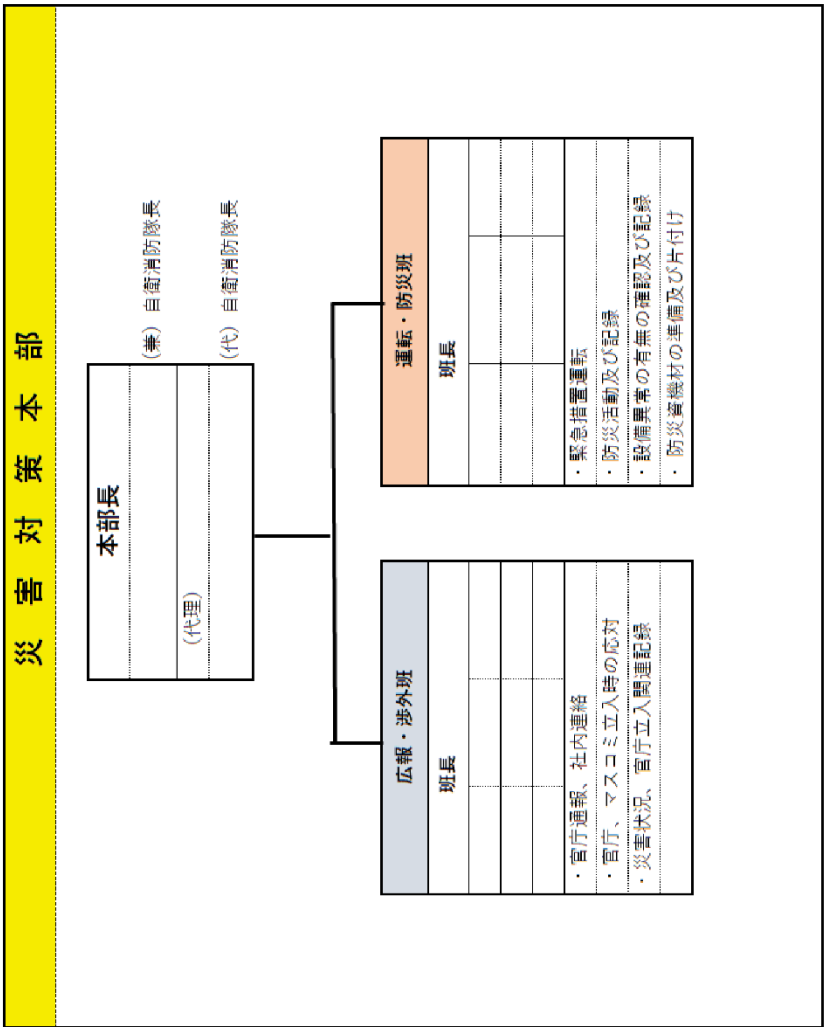 災害対策本部
本部長
(兼)自衛消防隊長
(代理)
(代)自衛消防隊長
広報・渉外班
班長
・官庁通報、社内連絡
・官庁、マスコミ立入時の応対
・災害状況、官庁立入関連記録
運転・防災班
班長
・緊急措置運転
・防災活動及び記録
・設備異常の有無の確認及び記録
・防災資機材の準備及び片付け